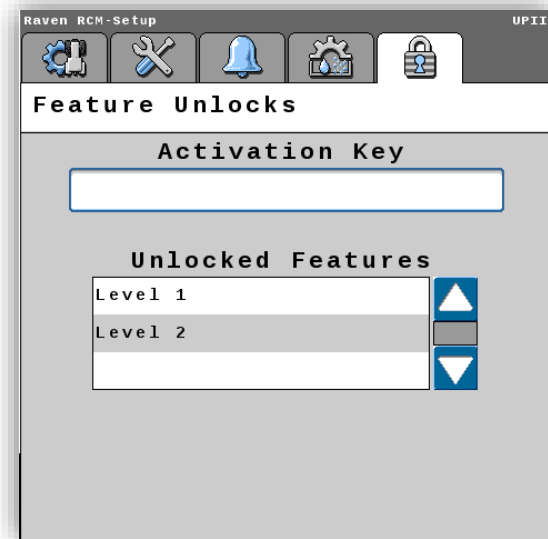 Raven RCM-Setup UPII
Feature Unlocks
Activation Key
Unlocked Features
Level 1
Level 2